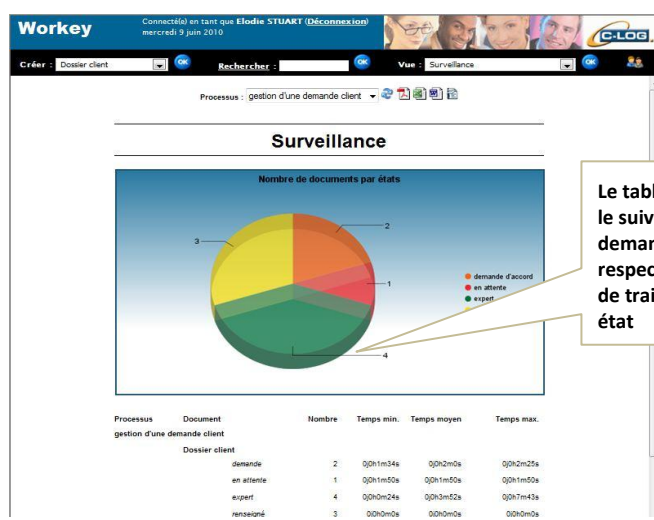 Workey
Connecté(e) en tant que Elodie STUART (Déconnexion)
mercredi 9 juin 2010
C-LOG
Créer : Dossier client OK Rechercher : OK Vue : Surveillance OK
Processus : gestion d'une demande client
Surveillance
Nombre de documents par états
2
3
1
4
demande d'accord
en attente
expert
Le tabl
le suiv
deman
respec
de trai
état
Processus Document Nombre Temps min. Temps moyen Temps max.
gestion d'une demande client
Dossier client
demande 2 0j0h1m34s 0j0h2m0s 0j0h2m25s
en attente 1 0j0h1m50s 0j0h1m50s 0j0h1m50s
expert 4 0j0h0m24s 0j0h3m52s 0j0h7m43s
renseigné 3 0j0h0m0s 0j0h0m0s 0j0h0m0s